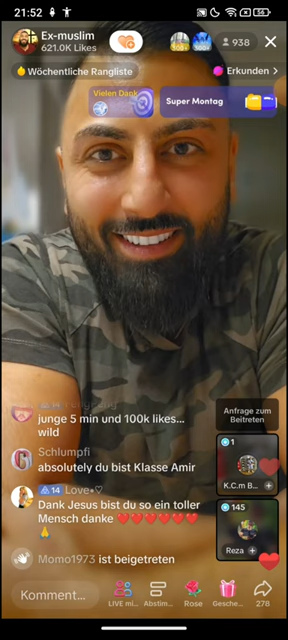 21:52
56
Ex-muslim
621.0K Likes
500+
938
Wöchentliche Rangliste
Erkunden >
Vielen Dank
Super Montag
junge 5 min und 100k likes...
wild
Schlumpfi
absolutely du bist Klasse Amir
14 Love•♡
Dank Jesus bist du so ein toller
Mensch danke ❤️❤️❤️❤️❤️❤️
🙏
Momo1973 ist beigetreten
Anfrage zum
Beitreten
1
K.C.m B...
145
Reza
Komment...
LIVE mi...
Abstim...
Rose
Gesche...
278